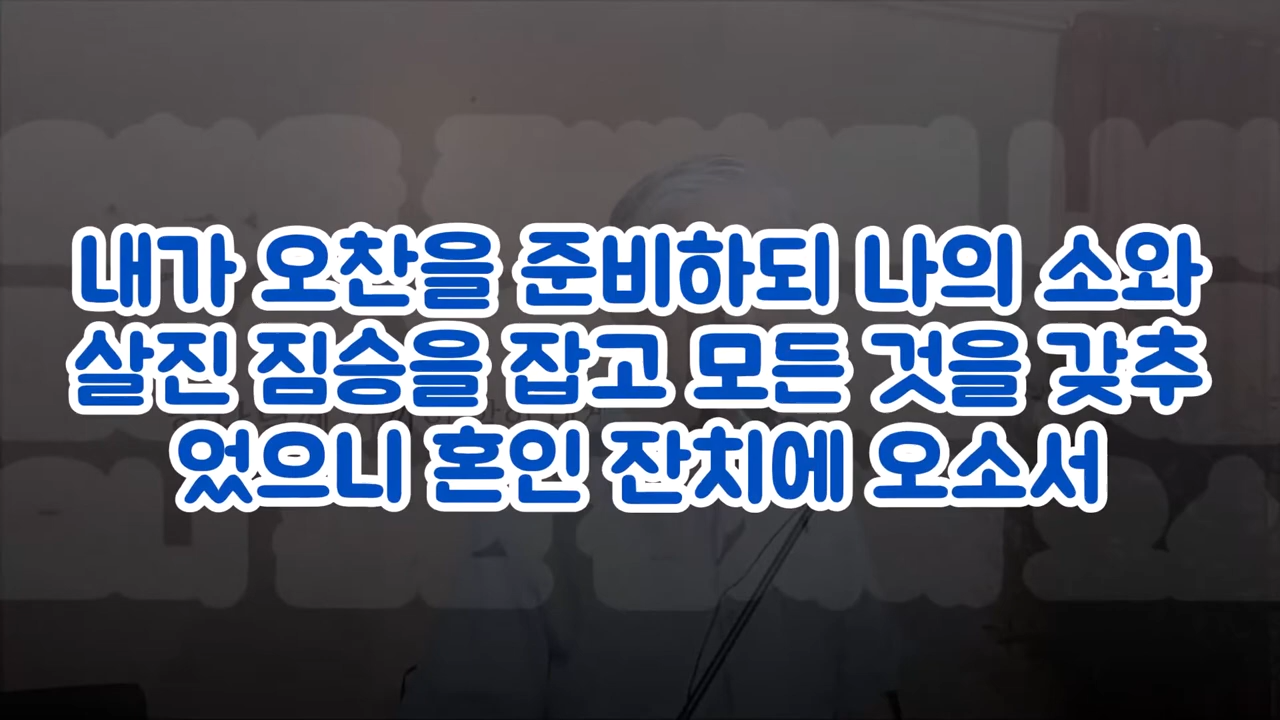 내가 오찬을 준비하되 나의 소와
살진 짐승을 잡고 모든 것을 갖추
었으니 혼인 잔치에 오소서